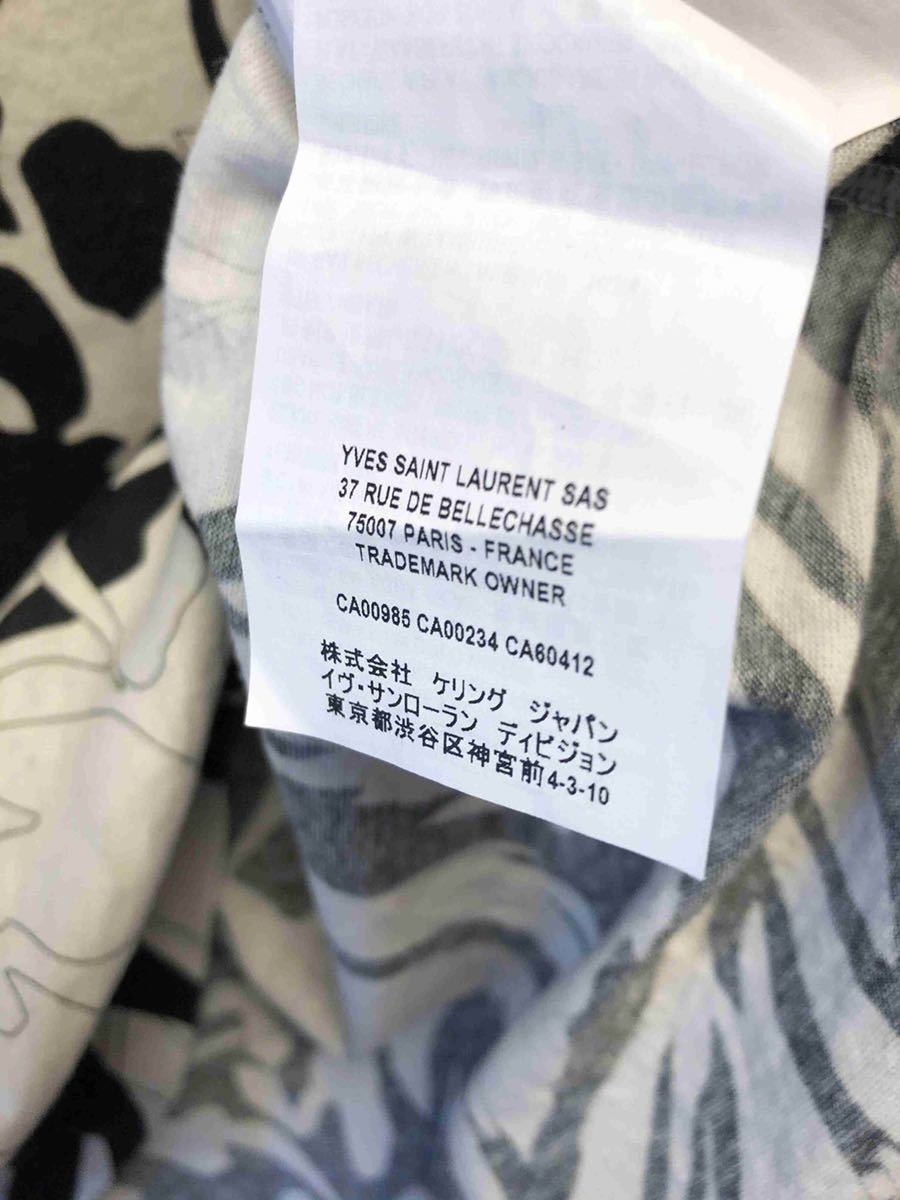 YVES SAINT LAURENT SAS
37 RUE DE BELLECHASSE
75007 PARIS - FRANCE
TRADEMARK OWNER
CA00985 CA00234 CA60412
株式会社 ケリング ジャパン
イヴ・サンローラン ディビジョン
東京都渋谷区神宮前4-3-10